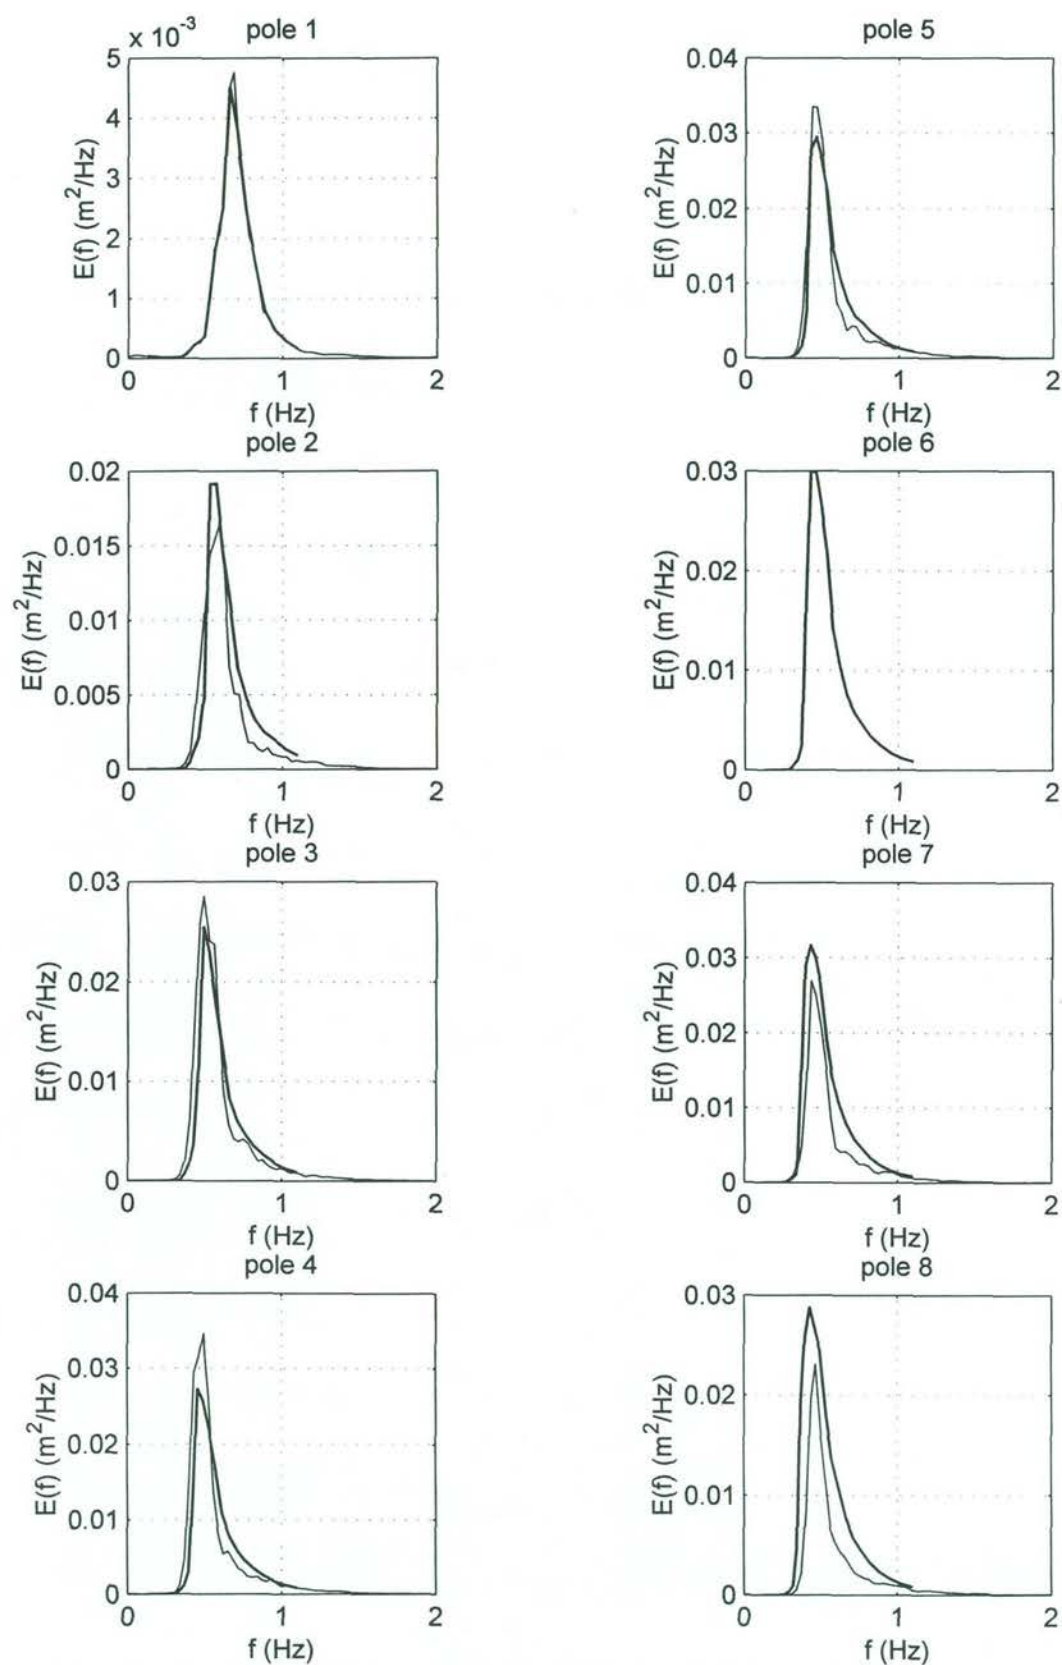 pole 1
x 10^-3
5
4
3
2
1
0
E(f) (m^2/Hz)
0 1 2
f (Hz)
pole 2
0.02
0.015
0.01
0.005
0
E(f) (m^2/Hz)
0 1 2
f (Hz)
pole 3
0.03
0.02
0.01
0
E(f) (m^2/Hz)
0 1 2
f (Hz)
pole 4
0.04
0.03
0.02
0.01
0
E(f) (m^2/Hz)
0 1 2
f (Hz)
pole 5
0.04
0.03
0.02
0.01
0
E(f) (m^2/Hz)
0 1 2
f (Hz)
pole 6
0.03
0.02
0.01
0
E(f) (m^2/Hz)
0 1 2
f (Hz)
pole 7
0.04
0.03
0.02
0.01
0
E(f) (m^2/Hz)
0 1 2
f (Hz)
pole 8
0.03
0.02
0.01
0
E(f) (m^2/Hz)
0 1 2
f (Hz)